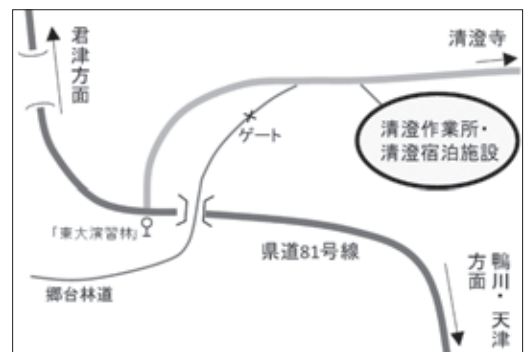 君津方面
清澄寺
ゲート
清澄作業所・
清澄宿泊施設
「東大演習林」
県道81号線
郷台林道
鴨川・天津
方面